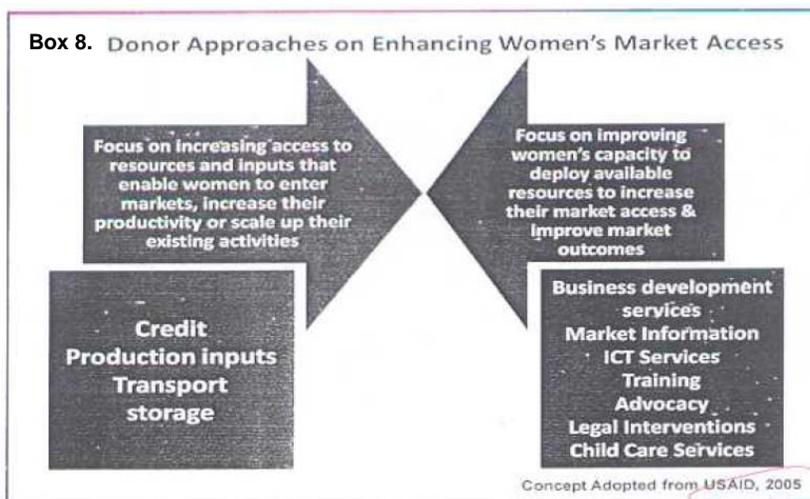 Box 8. Donor Approaches on Enhancing Women's Market Access
Focus on increasing access to
resources and inputs that
enable women to enter
markets, increase their
productivity or scale up their
existing activities
Focus on improving
women's capacity to
deploy available
resources to increase
their market access &
improve market
outcomes
Credit
Production inputs
Transport
storage
Business development
services
Market Information
ICT Services
Training
Advocacy
Legal Interventions
Child Care Services
Concept Adopted from USAID, 2005